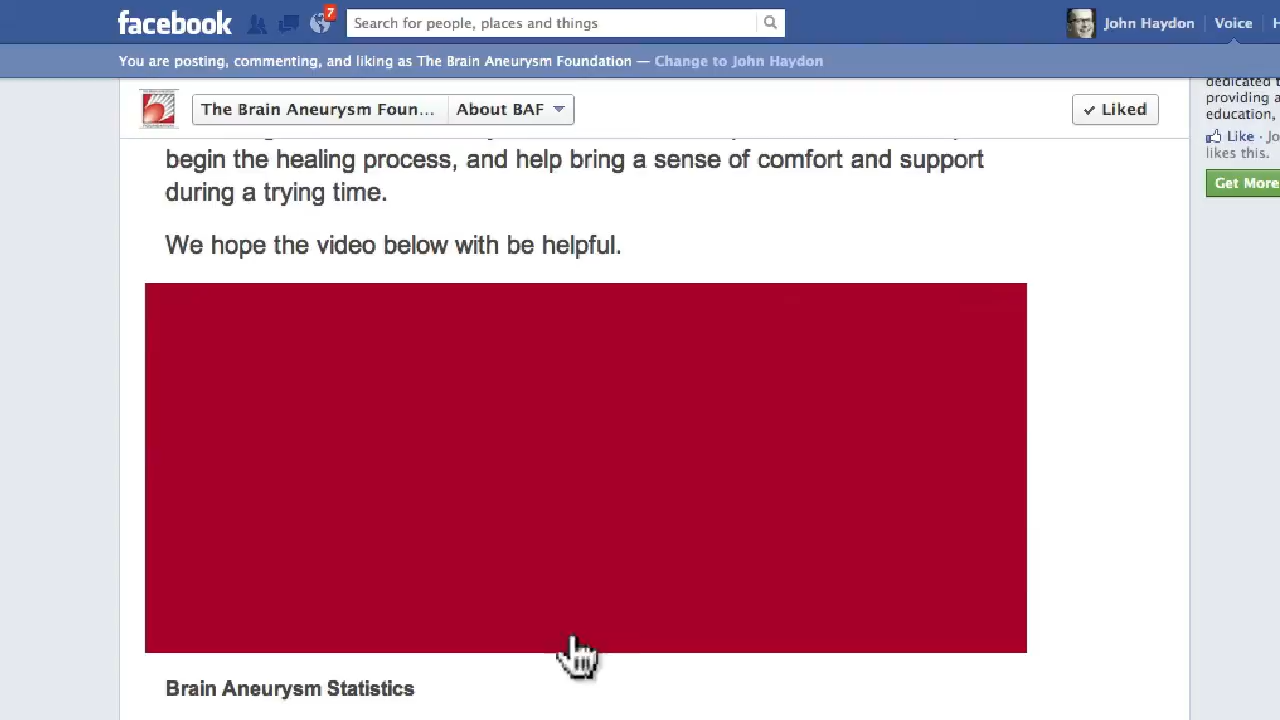 facebook
7
Search for people, places and things
John Haydon
Voice
You are posting, commenting, and liking as The Brain Aneurysm Foundation — Change to John Haydon
The Brain Aneurysm Foun...
About BAF
Liked
dedicated
providing a
education,
Like · Jo
likes this.
Get More
begin the healing process, and help bring a sense of comfort and support
during a trying time.
We hope the video below with be helpful.
Brain Aneurysm Statistics